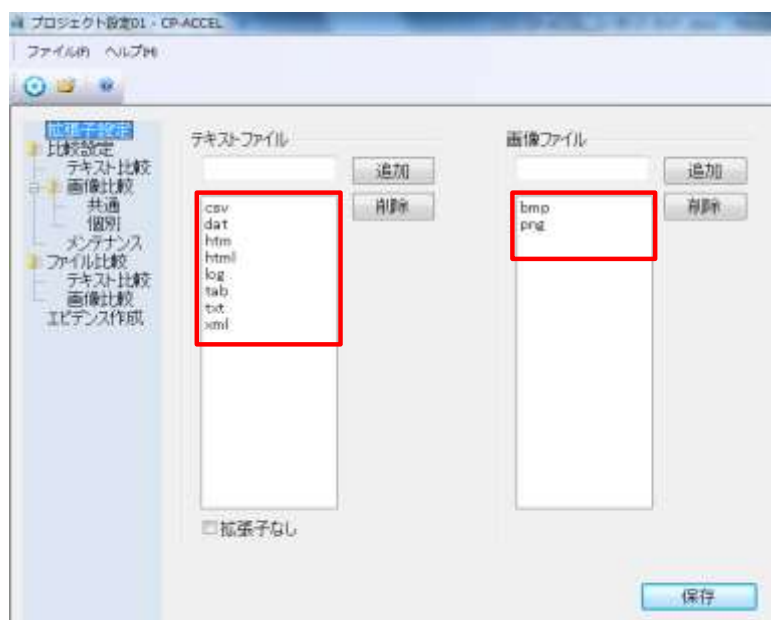 プロジェクト設定01 - CP-ACCEL
ファイル(F) ヘルプ(H)
拡張子設定
比較設定
テキスト比較
画像比較
共通
個別
メンテナンス
ファイル比較
テキスト比較
画像比較
エビデンス作成
テキストファイル
追加
削除
csv
dat
htm
html
log
tab
txt
xml
拡張子なし
画像ファイル
追加
削除
bmp
png
保存